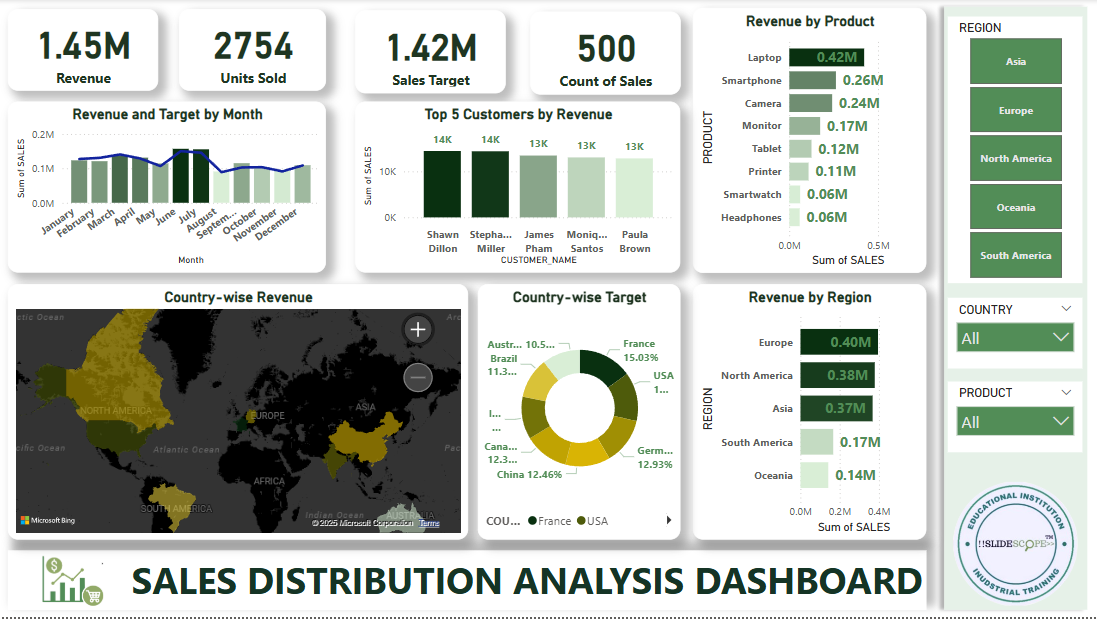 1.45M
Revenue
2754
Units Sold
1.42M
Sales Target
500
Count of Sales
Revenue by Product
PRODUCT
Laptop 0.42M
Smartphone 0.26M
Camera 0.24M
Monitor 0.17M
Tablet 0.12M
Printer 0.11M
Smartwatch 0.06M
Headphones 0.06M
0.0M 0.5M
Sum of SALES
REGION
Asia
Europe
North America
Oceania
South America
COUNTRY
All
PRODUCT
All
Revenue and Target by Month
Sum of SALES
0.2M
0.1M
0.0M
January
February
March
April
May
June
July
August
Septem...
October
November
December
Month
Top 5 Customers by Revenue
Sum of SALES
14K 14K 13K 13K 13K
10K
0K
Shawn Stepha... James Moniq... Paula
Dillon Miller Pham Santos Brown
CUSTOMER_NAME
Country-wise Revenue
ctic Ocean
Arc
NORTH AMERICA
EUROPE
ASIA
cific Ocean
Atlantic Ocean
Pac
AFRICA
SOUTH AMERICA
Indian Ocean
AUSTRALIA
Microsoft Bing
© 2025 Microsoft Corporation Terms
Country-wise Target
Austr... 10.5...
France
15.03%
Brazil
11.3...
USA
1...
I...
...
Cana...
12.3...
Germ...
12.93%
China 12.46%
COU... France USA
Revenue by Region
REGION
Europe 0.40M
North America 0.38M
Asia 0.37M
South America 0.17M
Oceania 0.14M
0.0M 0.2M 0.4M
Sum of SALES
SALES DISTRIBUTION ANALYSIS DASHBOARD
EDUCATIONAL INSTITUTION
!!SLIDESCOPE>> TM
INUDSTRIAL TRAINING